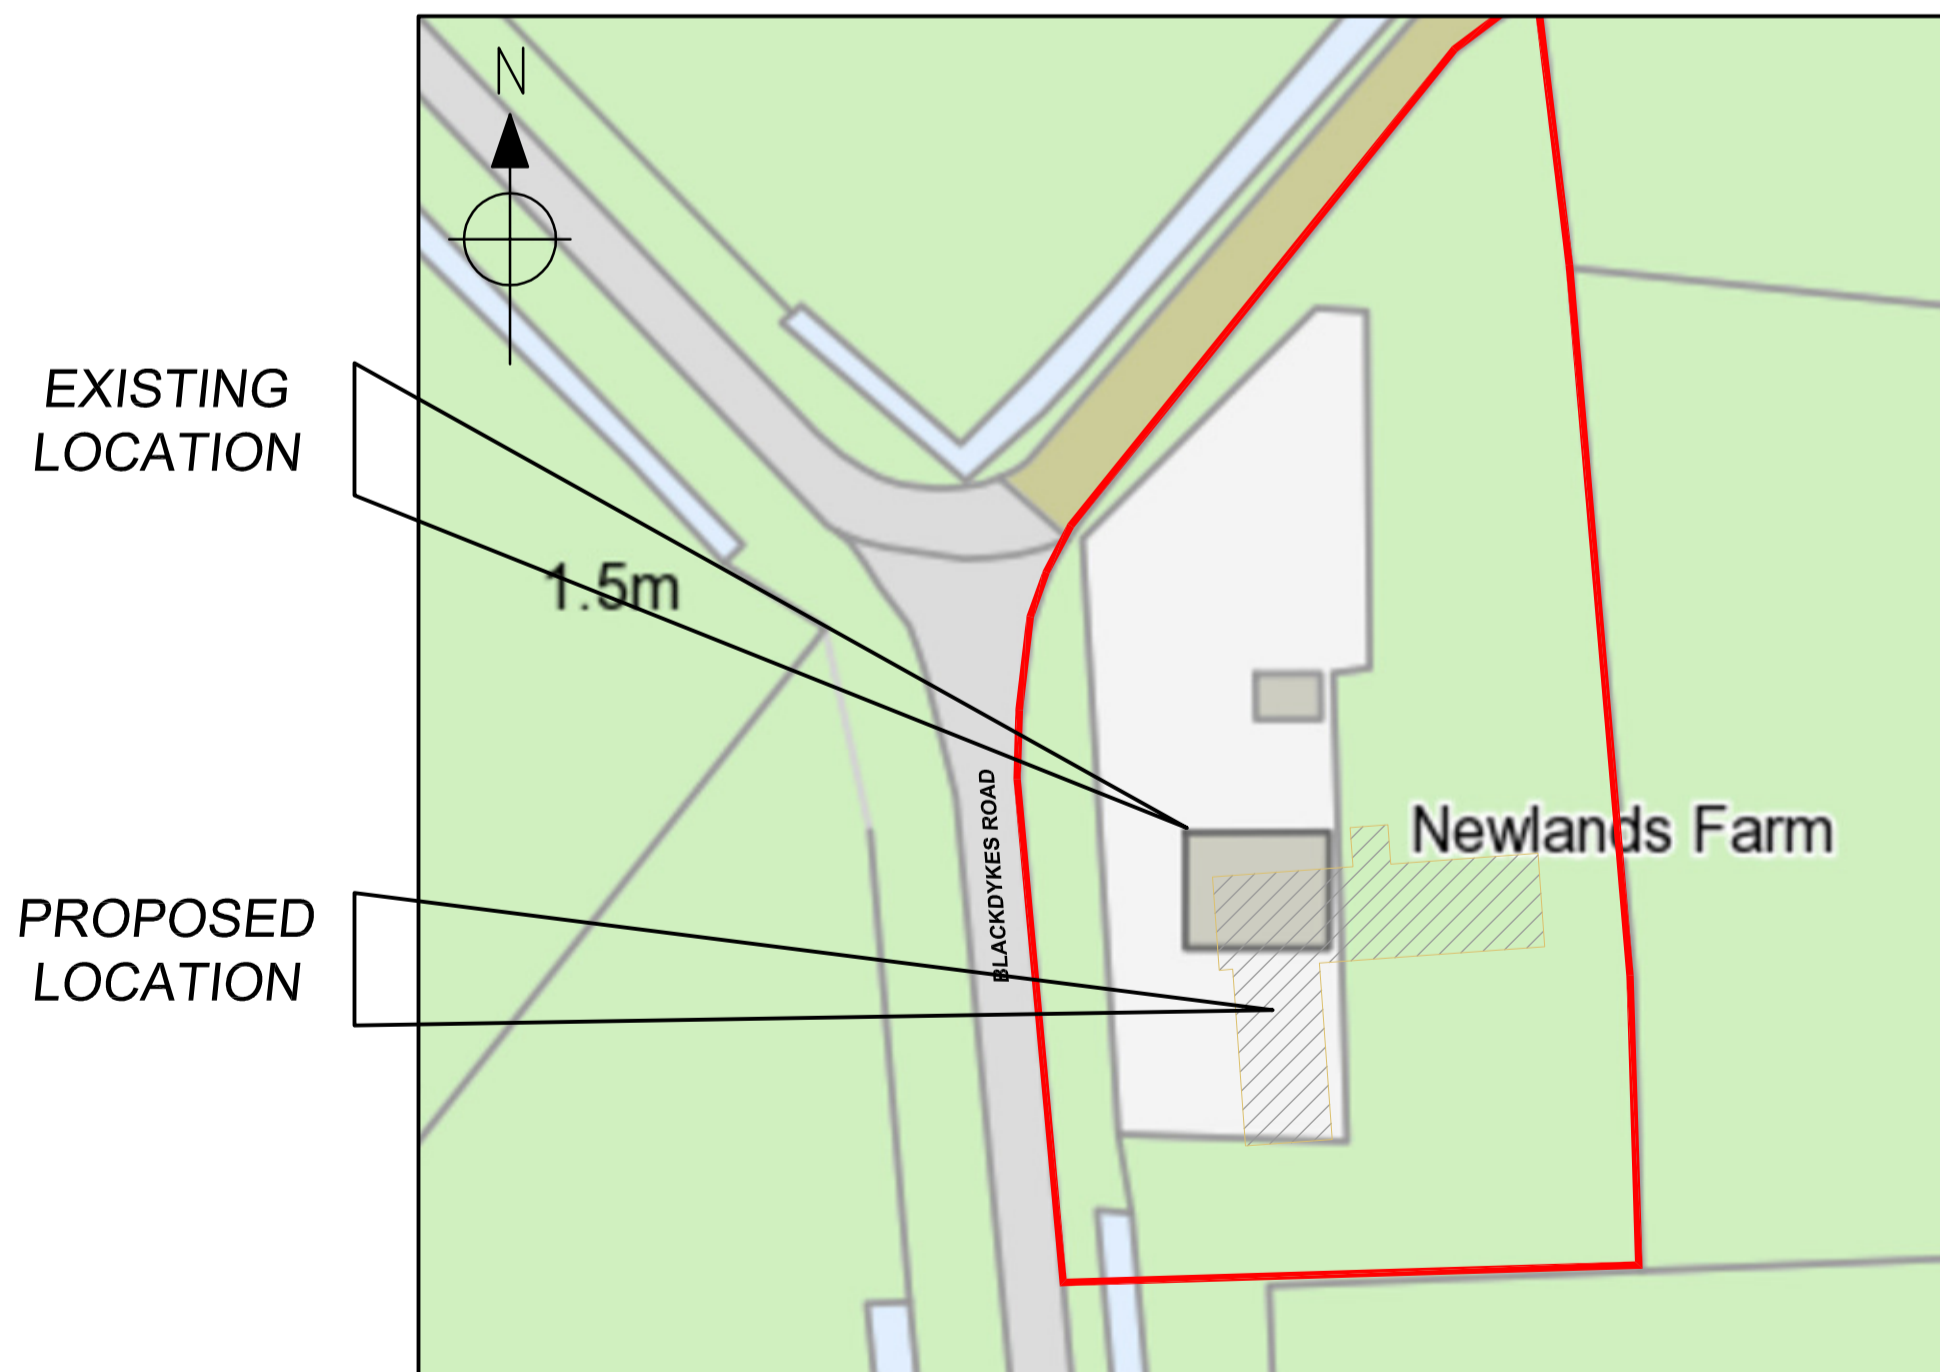 N
EXISTING
LOCATION
1.5m
BLACKDYKES ROAD
Newlands Farm
PROPOSED
LOCATION